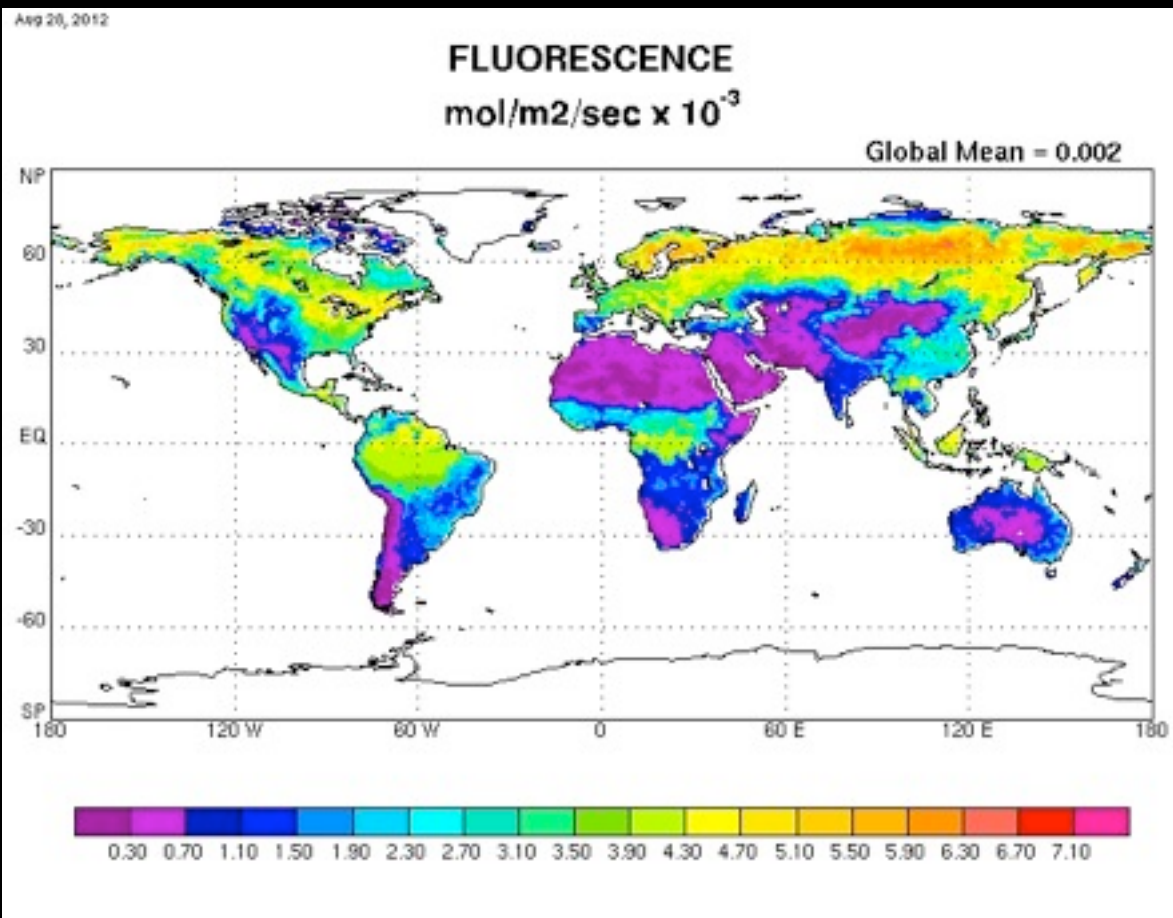 Aug 28, 2012
FLUORESCENCE
mol/m2/sec x 10-3
Global Mean = 0.002
NP
60
30
EQ
-30
-60
SP
180 120 W 60 W 0 60 E 120 E 180
0.30 0.70 1.10 1.50 1.90 2.30 2.70 3.10 3.50 3.90 4.30 4.70 5.10 5.50 5.90 6.30 6.70 7.10